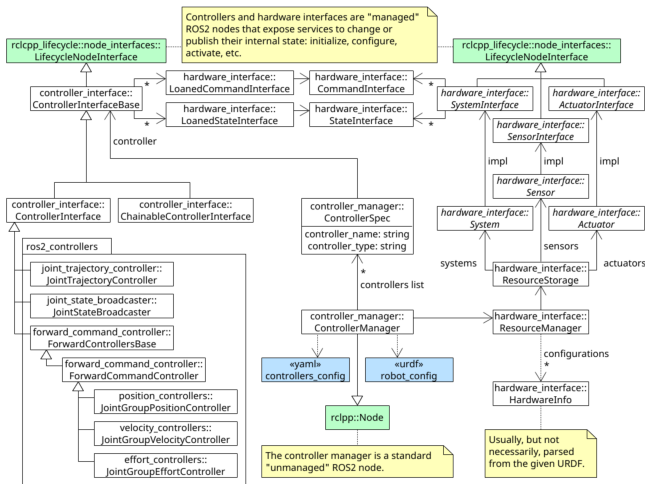 Controllers and hardware interfaces are "managed"
ROS2 nodes that expose services to change or
publish their internal state: initialize, configure,
activate, etc.
rclcpp_lifecycle::node_interfaces::
LifecycleNodeInterface
rclcpp_lifecycle::node_interfaces::
LifecycleNodeInterface
controller_interface::
ControllerInterfaceBase
*
*
hardware_interface::
LoanedCommandInterface
hardware_interface::
CommandInterface
hardware_interface::
LoanedStateInterface
hardware_interface::
StateInterface
*
*
hardware_interface::
SystemInterface
hardware_interface::
SensorInterface
hardware_interface::
ActuatorInterface
controller
impl
impl
impl
controller_interface::
ControllerInterface
controller_interface::
ChainableControllerInterface
controller_manager::
ControllerSpec
controller_name: string
controller_type: string
hardware_interface::
Sensor
hardware_interface::
System
hardware_interface::
Actuator
ros2_controllers
joint_trajectory_controller::
JointTrajectoryController
joint_state_broadcaster::
JointStateBroadcaster
forward_command_controller::
ForwardControllersBase
forward_command_controller::
ForwardCommandController
position_controllers::
JointGroupPositionController
velocity_controllers::
JointGroupVelocityController
effort_controllers::
JointGroupEffortController
*
controllers list
systems
sensors
actuators
hardware_interface::
ResourceStorage
controller_manager::
ControllerManager
hardware_interface::
ResourceManager
«yaml»
controllers_config
«urdf»
robot_config
configurations
*
hardware_interface::
HardwareInfo
rclpp::Node
The controller manager is a standard
"unmanaged" ROS2 node.
Usually, but not
necessarily, parsed
from the given URDF.